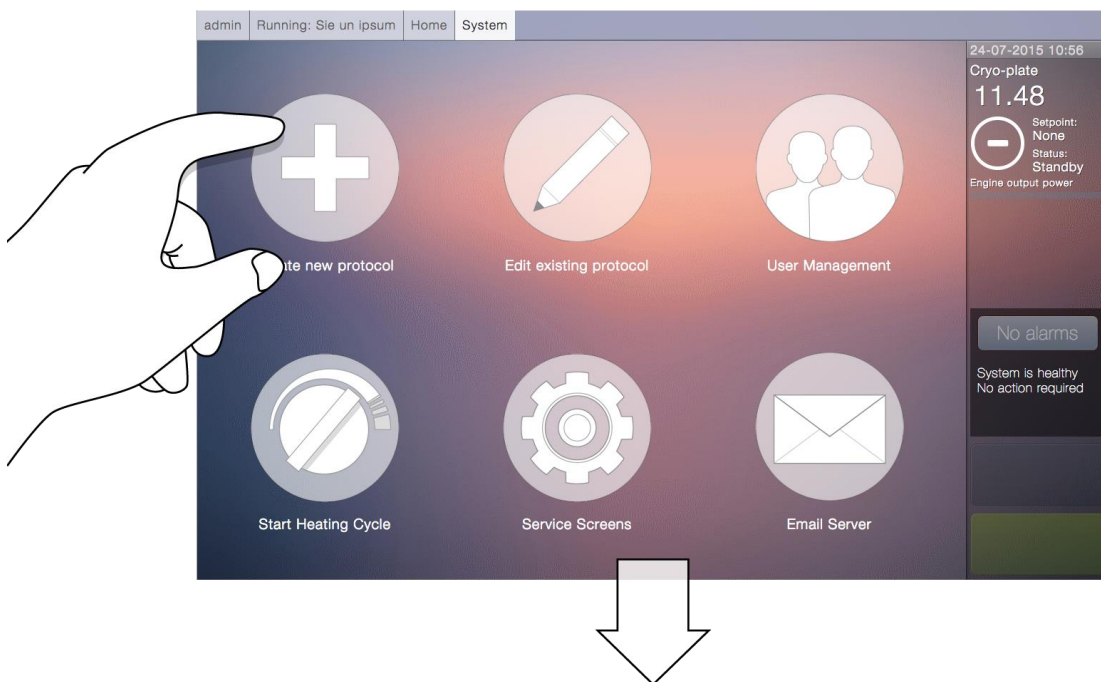 admin Running: Sie un ipsum Home System
24-07-2015 10:56
Cryo-plate
11.48
Setpoint:
None
Status:
Standby
Engine output power
ate new protocol
Edit existing protocol
User Management
No alarms
System is healthy
No action required
Start Heating Cycle
Service Screens
Email Server